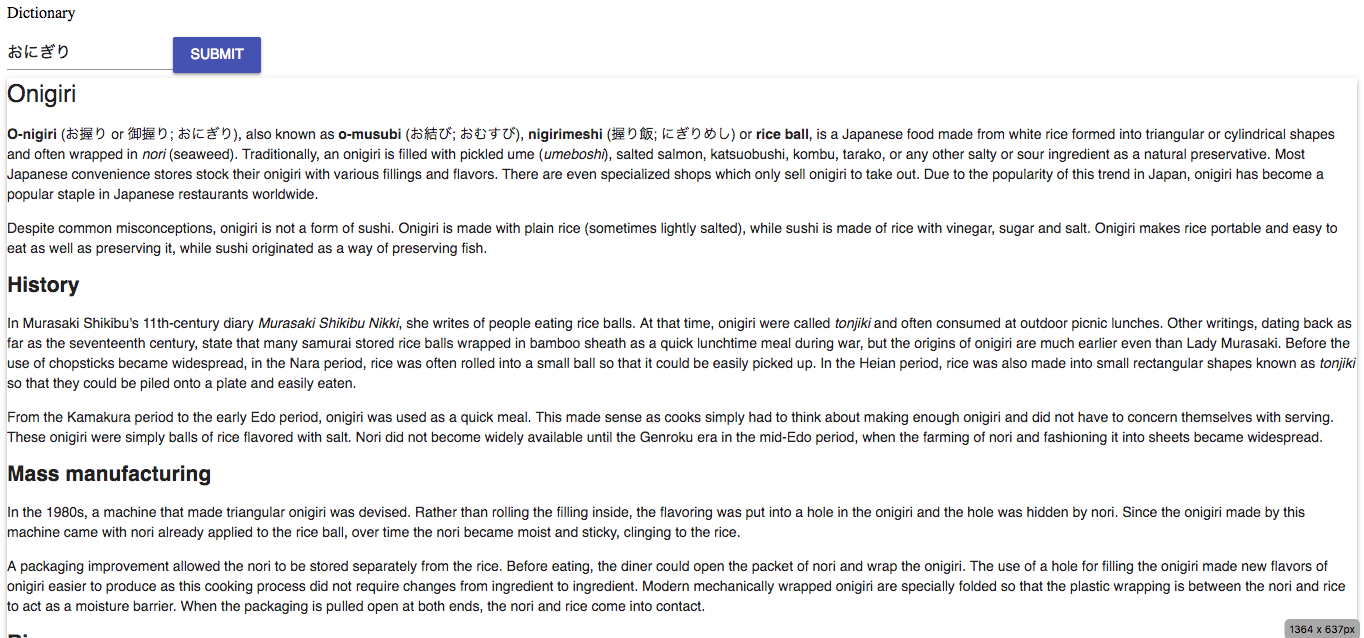 Dictionary
おにぎり
SUBMIT
Onigiri
O-nigiri (お握り or 御握り; おにぎり), also known as o-musubi (お結び; おむすび), nigirimeshi (握り飯; にぎりめし) or rice ball, is a Japanese food made from white rice formed into triangular or cylindrical shapes
and often wrapped in nori (seaweed). Traditionally, an onigiri is filled with pickled ume (umeboshi), salted salmon, katsuobushi, kombu, tarako, or any other salty or sour ingredient as a natural preservative. Most
Japanese convenience stores stock their onigiri with various fillings and flavors. There are even specialized shops which only sell onigiri to take out. Due to the popularity of this trend in Japan, onigiri has become a
popular staple in Japanese restaurants worldwide.
Despite common misconceptions, onigiri is not a form of sushi. Onigiri is made with plain rice (sometimes lightly salted), while sushi is made of rice with vinegar, sugar and salt. Onigiri makes rice portable and easy to
eat as well as preserving it, while sushi originated as a way of preserving fish.
History
In Murasaki Shikibu's 11th-century diary Murasaki Shikibu Nikki, she writes of people eating rice balls. At that time, onigiri were called tonjiki and often consumed at outdoor picnic lunches. Other writings, dating back as
far as the seventeenth century, state that many samurai stored rice balls wrapped in bamboo sheath as a quick lunchtime meal during war, but the origins of onigiri are much earlier even than Lady Murasaki. Before the
use of chopsticks became widespread, in the Nara period, rice was often rolled into a small ball so that it could be easily picked up. In the Heian period, rice was also made into small rectangular shapes known as tonjiki
so that they could be piled onto a plate and easily eaten.
From the Kamakura period to the early Edo period, onigiri was used as a quick meal. This made sense as cooks simply had to think about making enough onigiri and did not have to concern themselves with serving.
These onigiri were simply balls of rice flavored with salt. Nori did not become widely available until the Genroku era in the mid-Edo period, when the farming of nori and fashioning it into sheets became widespread.
Mass manufacturing
In the 1980s, a machine that made triangular onigiri was devised. Rather than rolling the filling inside, the flavoring was put into a hole in the onigiri and the hole was hidden by nori. Since the onigiri made by this
machine came with nori already applied to the rice ball, over time the nori became moist and sticky, clinging to the rice.
A packaging improvement allowed the nori to be stored separately from the rice. Before eating, the diner could open the packet of nori and wrap the onigiri. The use of a hole for filling the onigiri made new flavors of
onigiri easier to produce as this cooking process did not require changes from ingredient to ingredient. Modern mechanically wrapped onigiri are specially folded so that the plastic wrapping is between the nori and rice
to act as a moisture barrier. When the packaging is pulled open at both ends, the nori and rice come into contact.
1364 x 637px